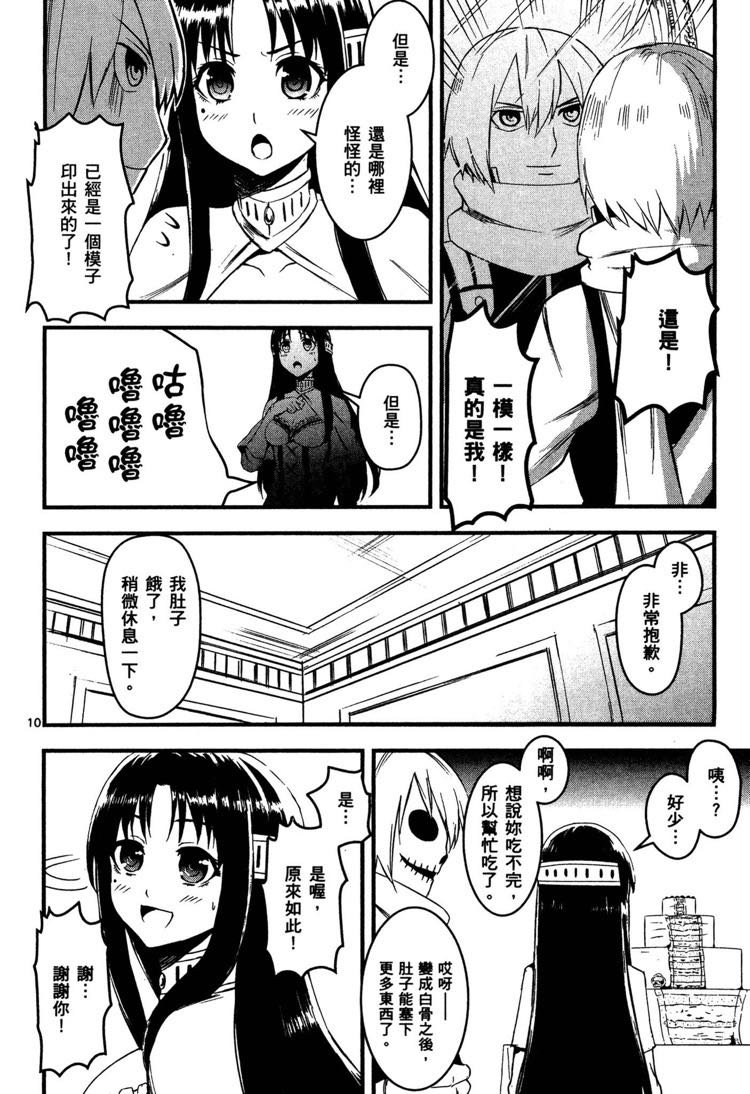 這是！
一模一樣！
真的是我！
但是…
還是哪裡
怪怪的…
已經是一個模子
印出來的了！
但是…
咕嚕
嚕嚕嚕
嚕嚕
非…
非常抱歉。
我肚子
餓了，
稍微休息一下。
咦…？
好少…
啊啊，
想說妳吃不完，
所以幫忙吃了。
哎呀——
變成白骨之後，
肚子能塞下
更多東西了。
是…
是喔，
原來如此！
謝…
謝謝你！
10